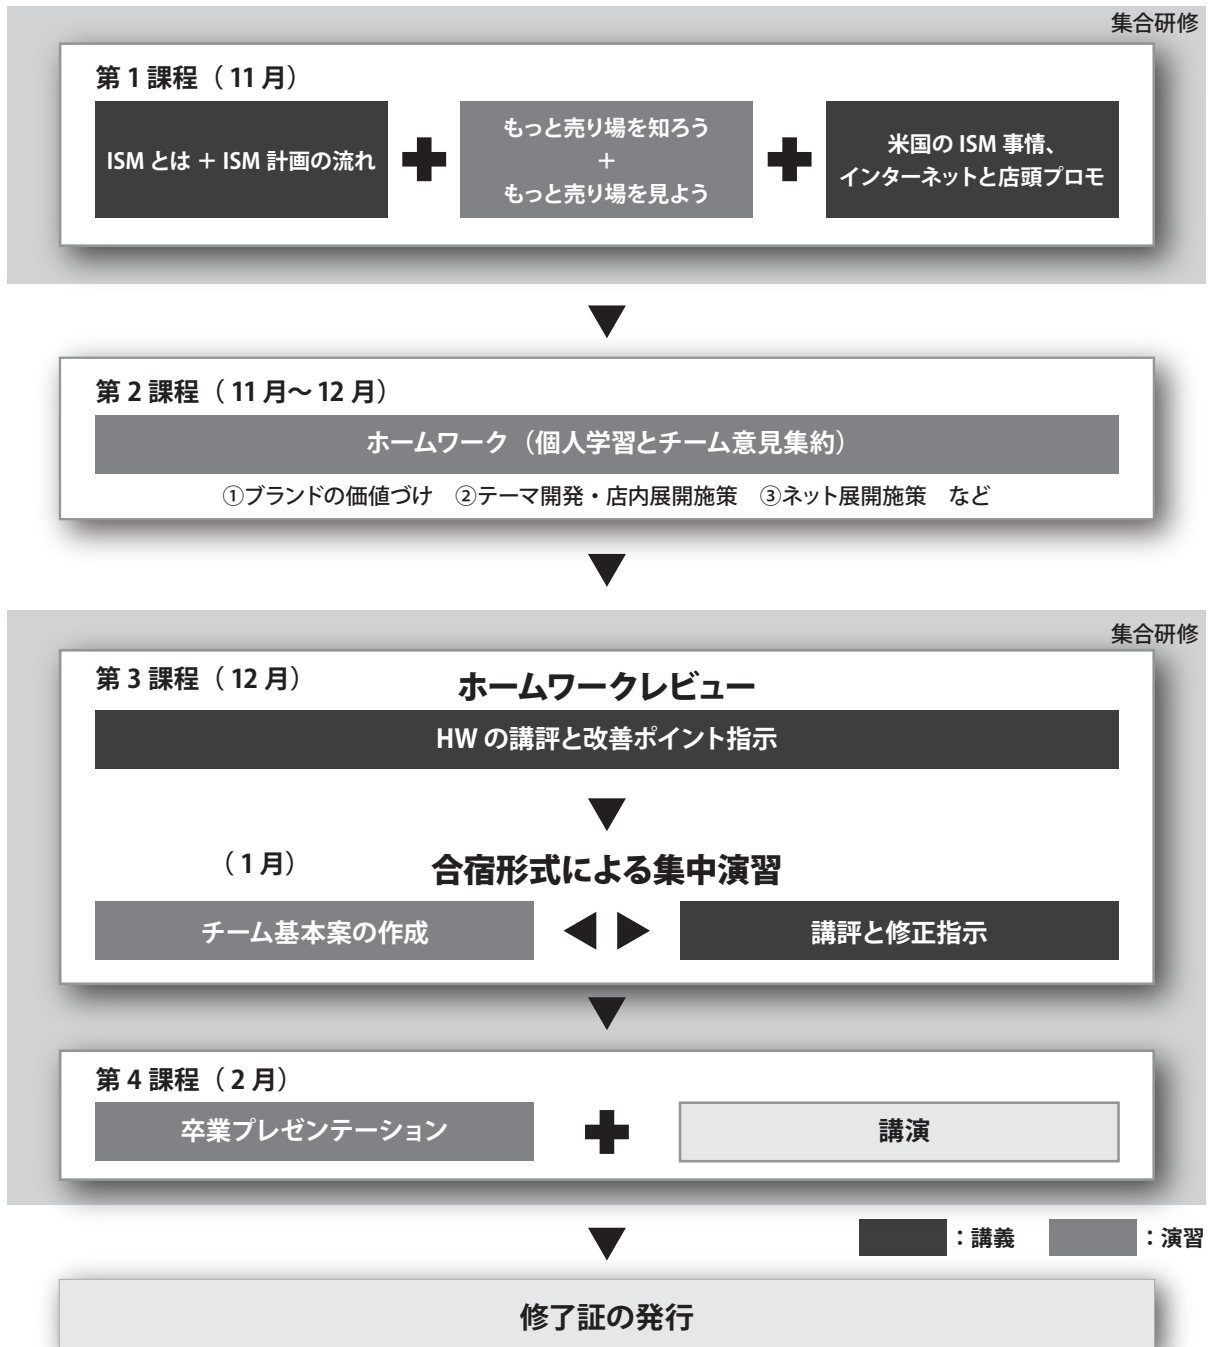 集合研修
第 1 課程（ 11 月）
ISM とは ＋ ISM 計画の流れ
もっと売り場を知ろう
＋
もっと売り場を見よう
米国の ISM 事情、
インターネットと店頭プロモ
第 2 課程（ 11 月〜 12 月）
ホームワーク（個人学習とチーム意見集約）
①ブランドの価値づけ　②テーマ開発・店内展開施策　③ネット展開施策　など
集合研修
第 3 課程（ 12 月）
ホームワークレビュー
HW の講評と改善ポイント指示
（ 1 月）
合宿形式による集中演習
チーム基本案の作成
講評と修正指示
第 4 課程（ 2 月）
卒業プレゼンテーション
講演
：講義
：演習
修了証の発行